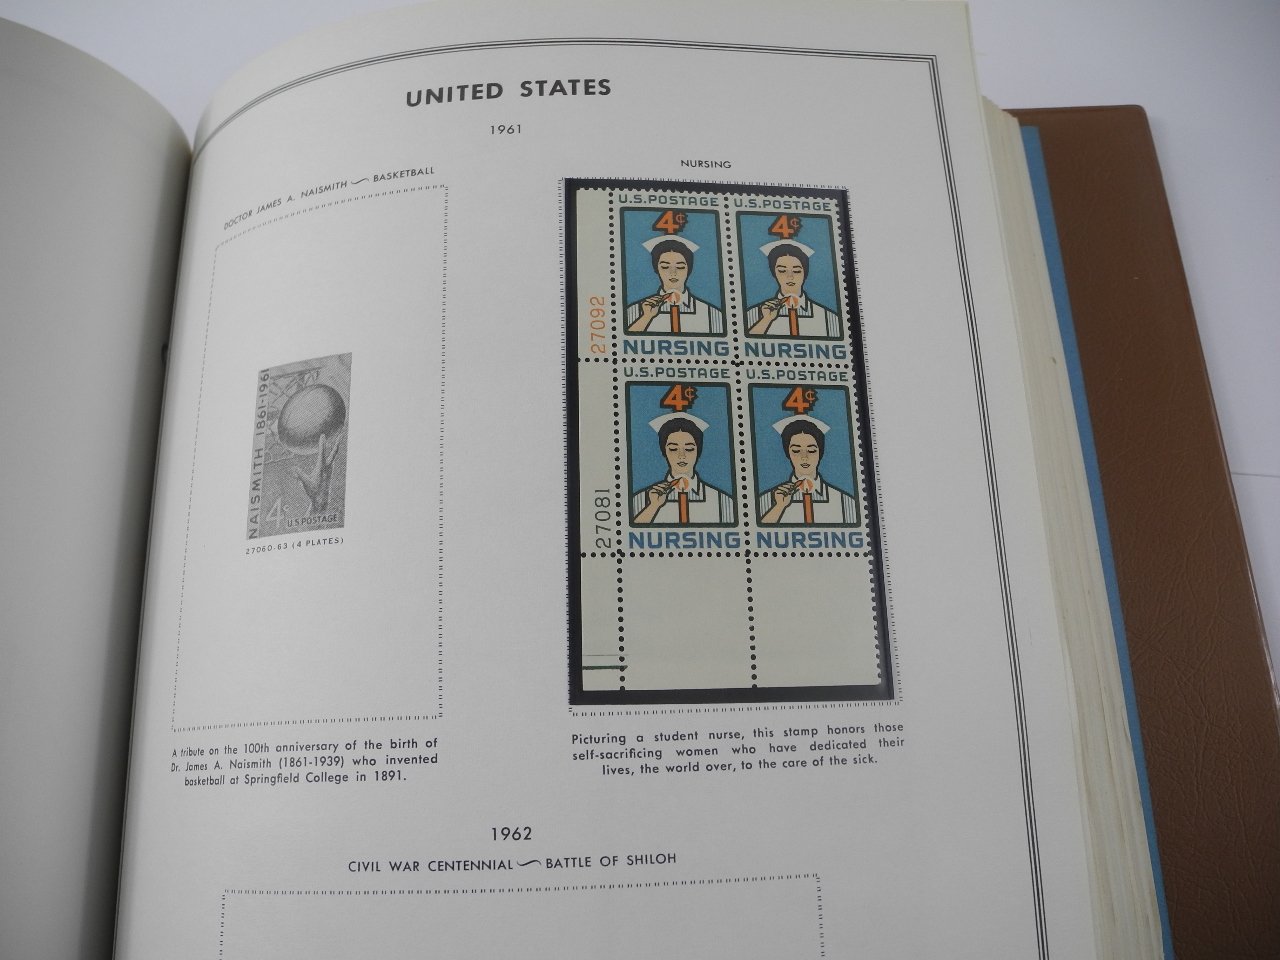 UNITED STATES
1961
DOCTOR JAMES A. NAISMITH BASKETBALL
NAISMITH 1861-1961
4¢
U.S. POSTAGE
27060-63 (4 PLATES)
A tribute on the 100th anniversary of the birth of
Dr. James A. Naismith (1861-1939) who invented
basketball at Springfield College in 1891.
NURSING
U.S. POSTAGE
4¢
NURSING
U.S. POSTAGE
4¢
NURSING
27092
U.S. POSTAGE
4¢
NURSING
U.S. POSTAGE
4¢
NURSING
27081
Picturing a student nurse, this stamp honors those
self-sacrificing women who have dedicated their
lives, the world over, to the care of the sick.
1962
CIVIL WAR CENTENNIAL BATTLE OF SHILOH